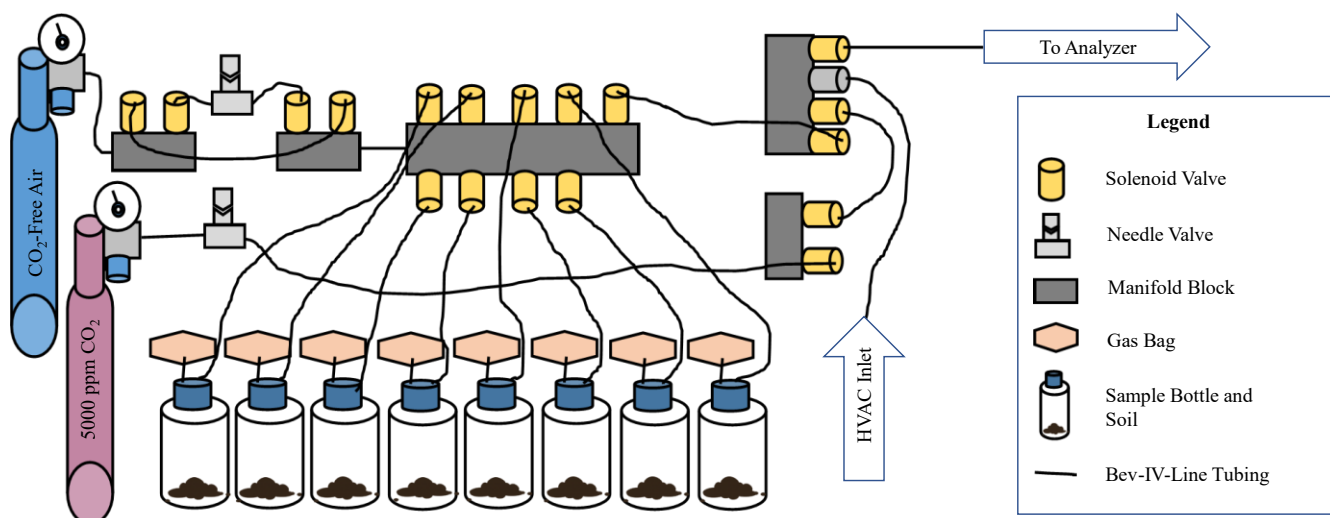 To Analyzer
CO₂-Free Air
5000 ppm CO₂
HVAC Inlet
Legend
Solenoid Valve
Needle Valve
Manifold Block
Gas Bag
Sample Bottle and
Soil
Bev-IV-Line Tubing